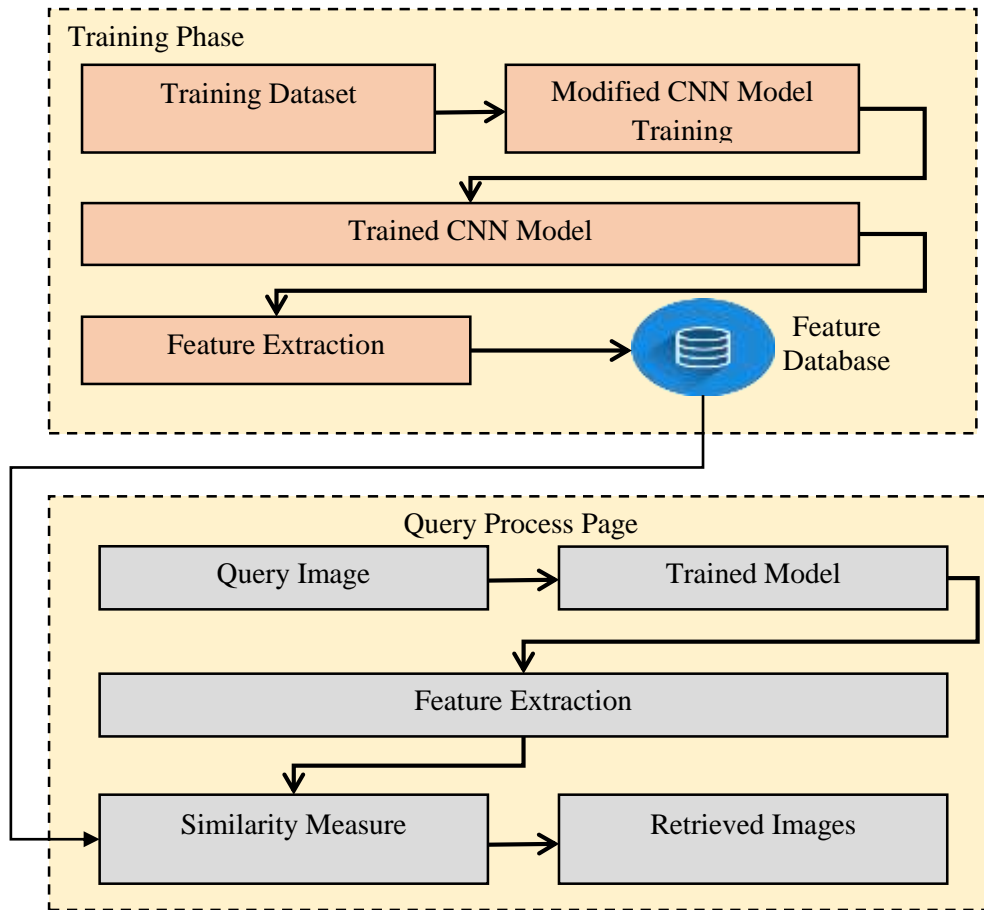 Training Phase
Training Dataset
Modified CNN Model
Training
Trained CNN Model
Feature Extraction
Feature
Database
Query Process Page
Query Image
Trained Model
Feature Extraction
Similarity Measure
Retrieved Images